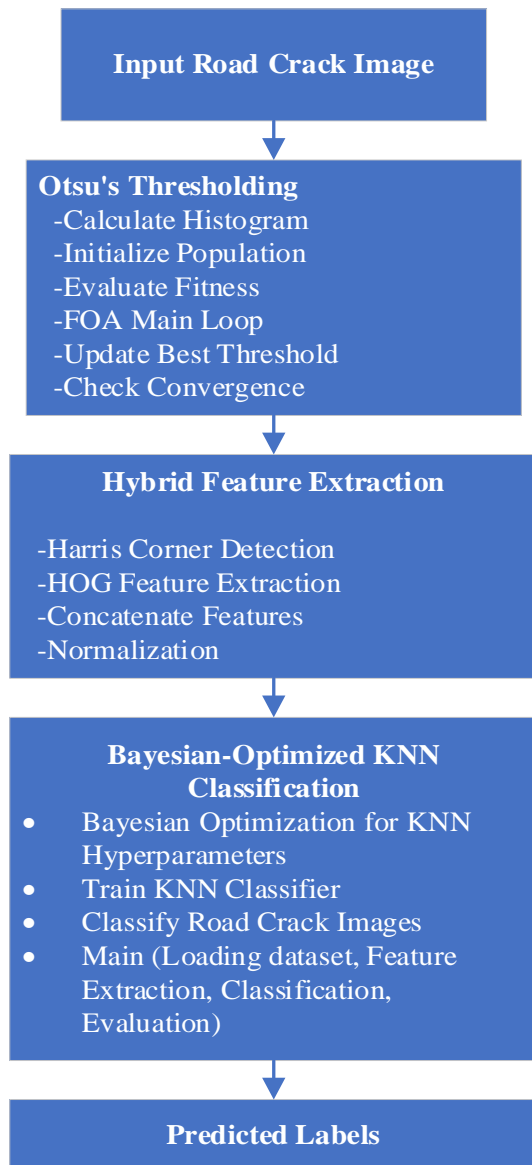 Input Road Crack Image
Otsu's Thresholding
-Calculate Histogram
-Initialize Population
-Evaluate Fitness
-FOA Main Loop
-Update Best Threshold
-Check Convergence
Hybrid Feature Extraction
-Harris Corner Detection
-HOG Feature Extraction
-Concatenate Features
-Normalization
Bayesian-Optimized KNN
Classification
• Bayesian Optimization for KNN
Hyperparameters
• Train KNN Classifier
• Classify Road Crack Images
• Main (Loading dataset, Feature
Extraction, Classification,
Evaluation)
Predicted Labels